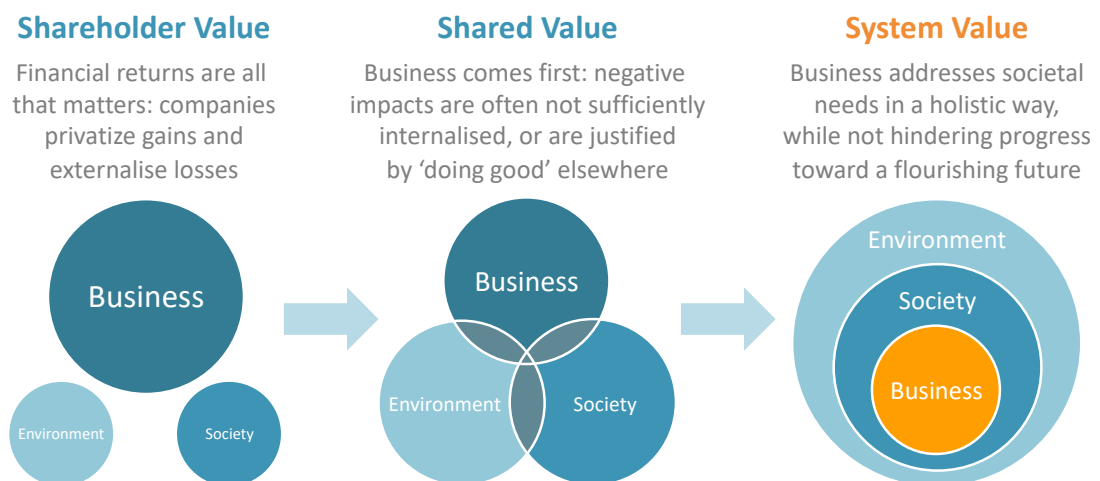 Shareholder Value
Financial returns are all
that matters: companies
privatize gains and
externalise losses
Business
Environment
Society
Shared Value
Business comes first: negative
impacts are often not sufficiently
internalised, or are justified
by ‘doing good’ elsewhere
Business
Environment
Society
System Value
Business addresses societal
needs in a holistic way,
while not hindering progress
toward a flourishing future
Environment
Society
Business